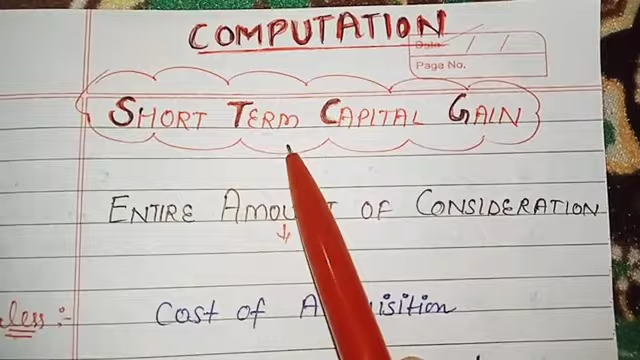 COMPUTATION
Date / /
Page No.
SHORT TERM CAPITAL GAIN
ENTIRE OF CONSIDERATION
less :- Cost of